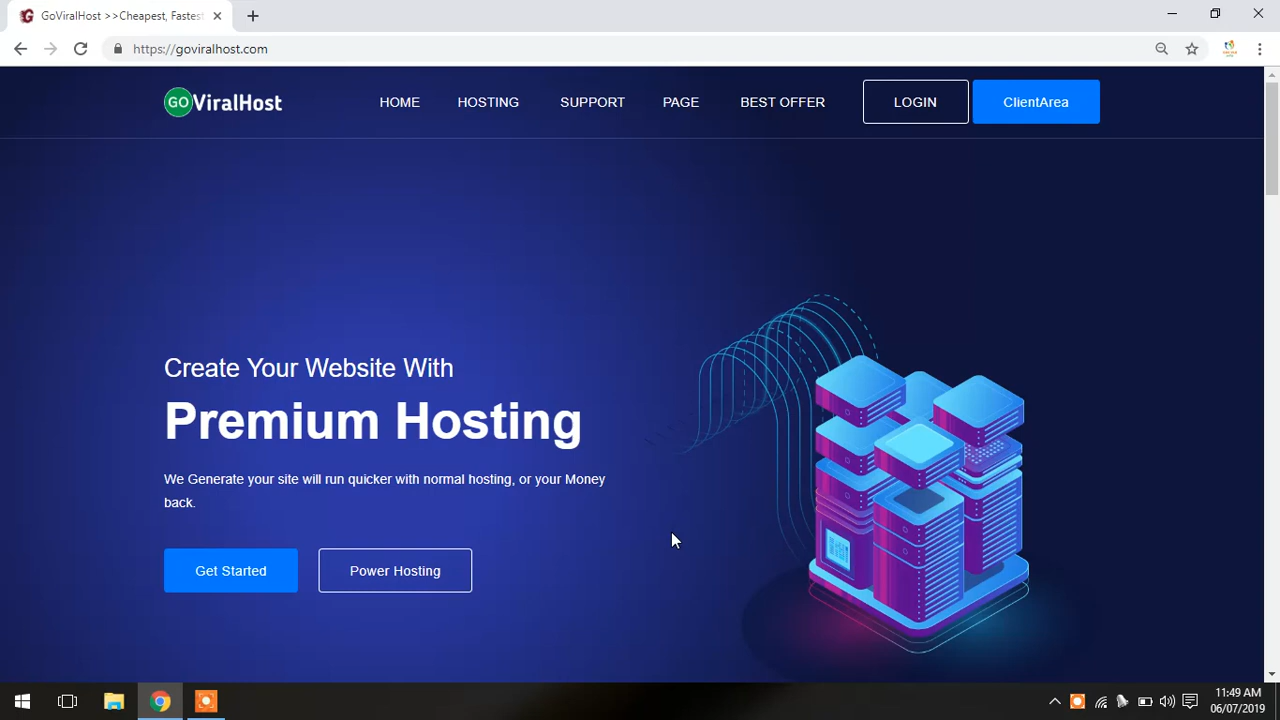 GoViralHost >>Cheapest, Fastest
https://goviralhost.com
GOViralHost
HOME HOSTING SUPPORT PAGE BEST OFFER LOGIN ClientArea
Create Your Website With
Premium Hosting
We Generate your site will run quicker with normal hosting, or your Money
back.
Get Started Power Hosting
11:49 AM
06/07/2019